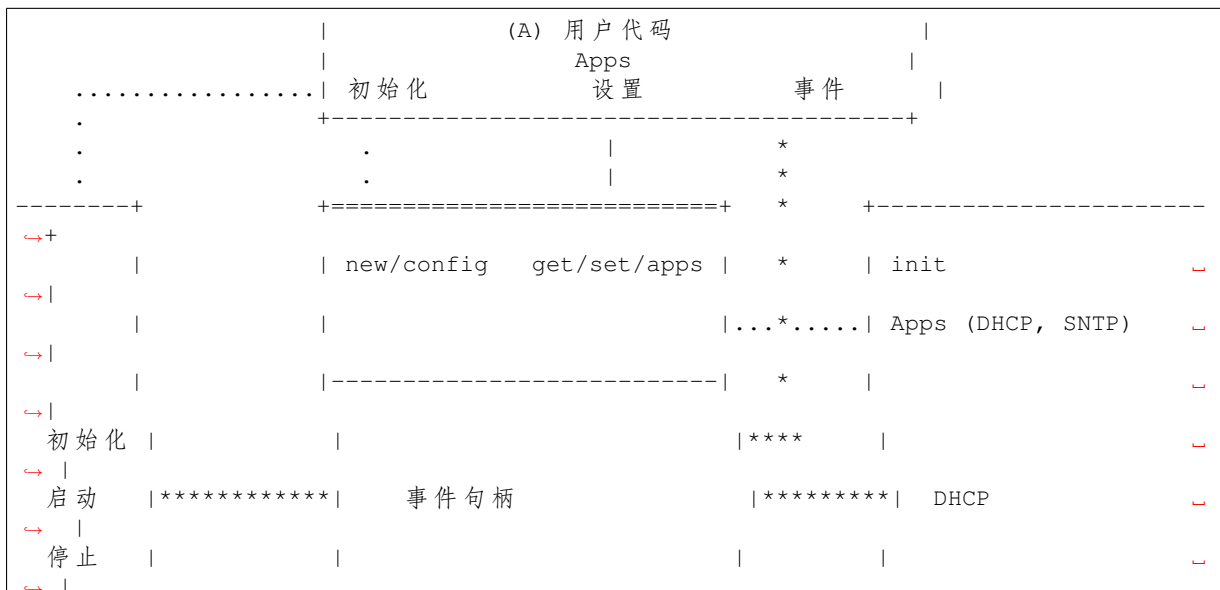 |            (A) 用户代码                 |
|                 Apps                   |
.................| 初始化           设置           事件      |
.                +----------------------------------------+
.                   .                |           *
.                   .                |           *
--------+             +===========================+   *     +-----------------------
↪+
|            | new/config   get/set/apps |   *     | init ␣
↪|
|            |                           |...*.....| Apps (DHCP, SNTP) ␣
↪|
|            |---------------------------|   *     | ␣
↪|
初始化 |            |                           |****     | ␣
↪ |
启动   |************|    事件句柄                |*********|  DHCP ␣
↪  |
停止   |            |                           |         | ␣
↪ |